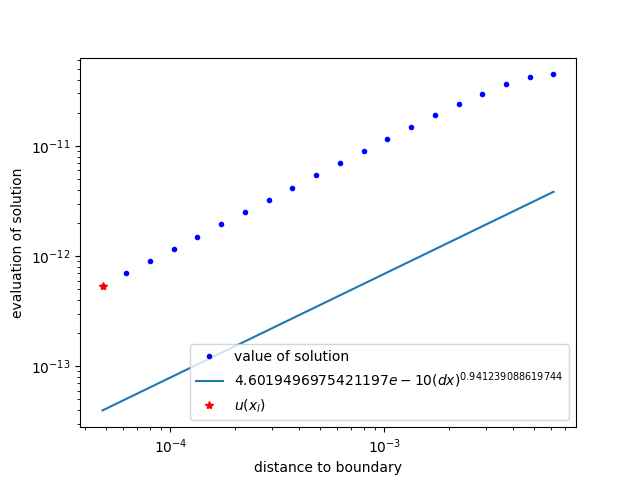 evaluation of solution
10⁻¹¹
10⁻¹²
10⁻¹³
value of solution
4.6019496975421197e − 10(dx)^0.941239088619744
u(x_l)
10⁻⁴
10⁻³
distance to boundary